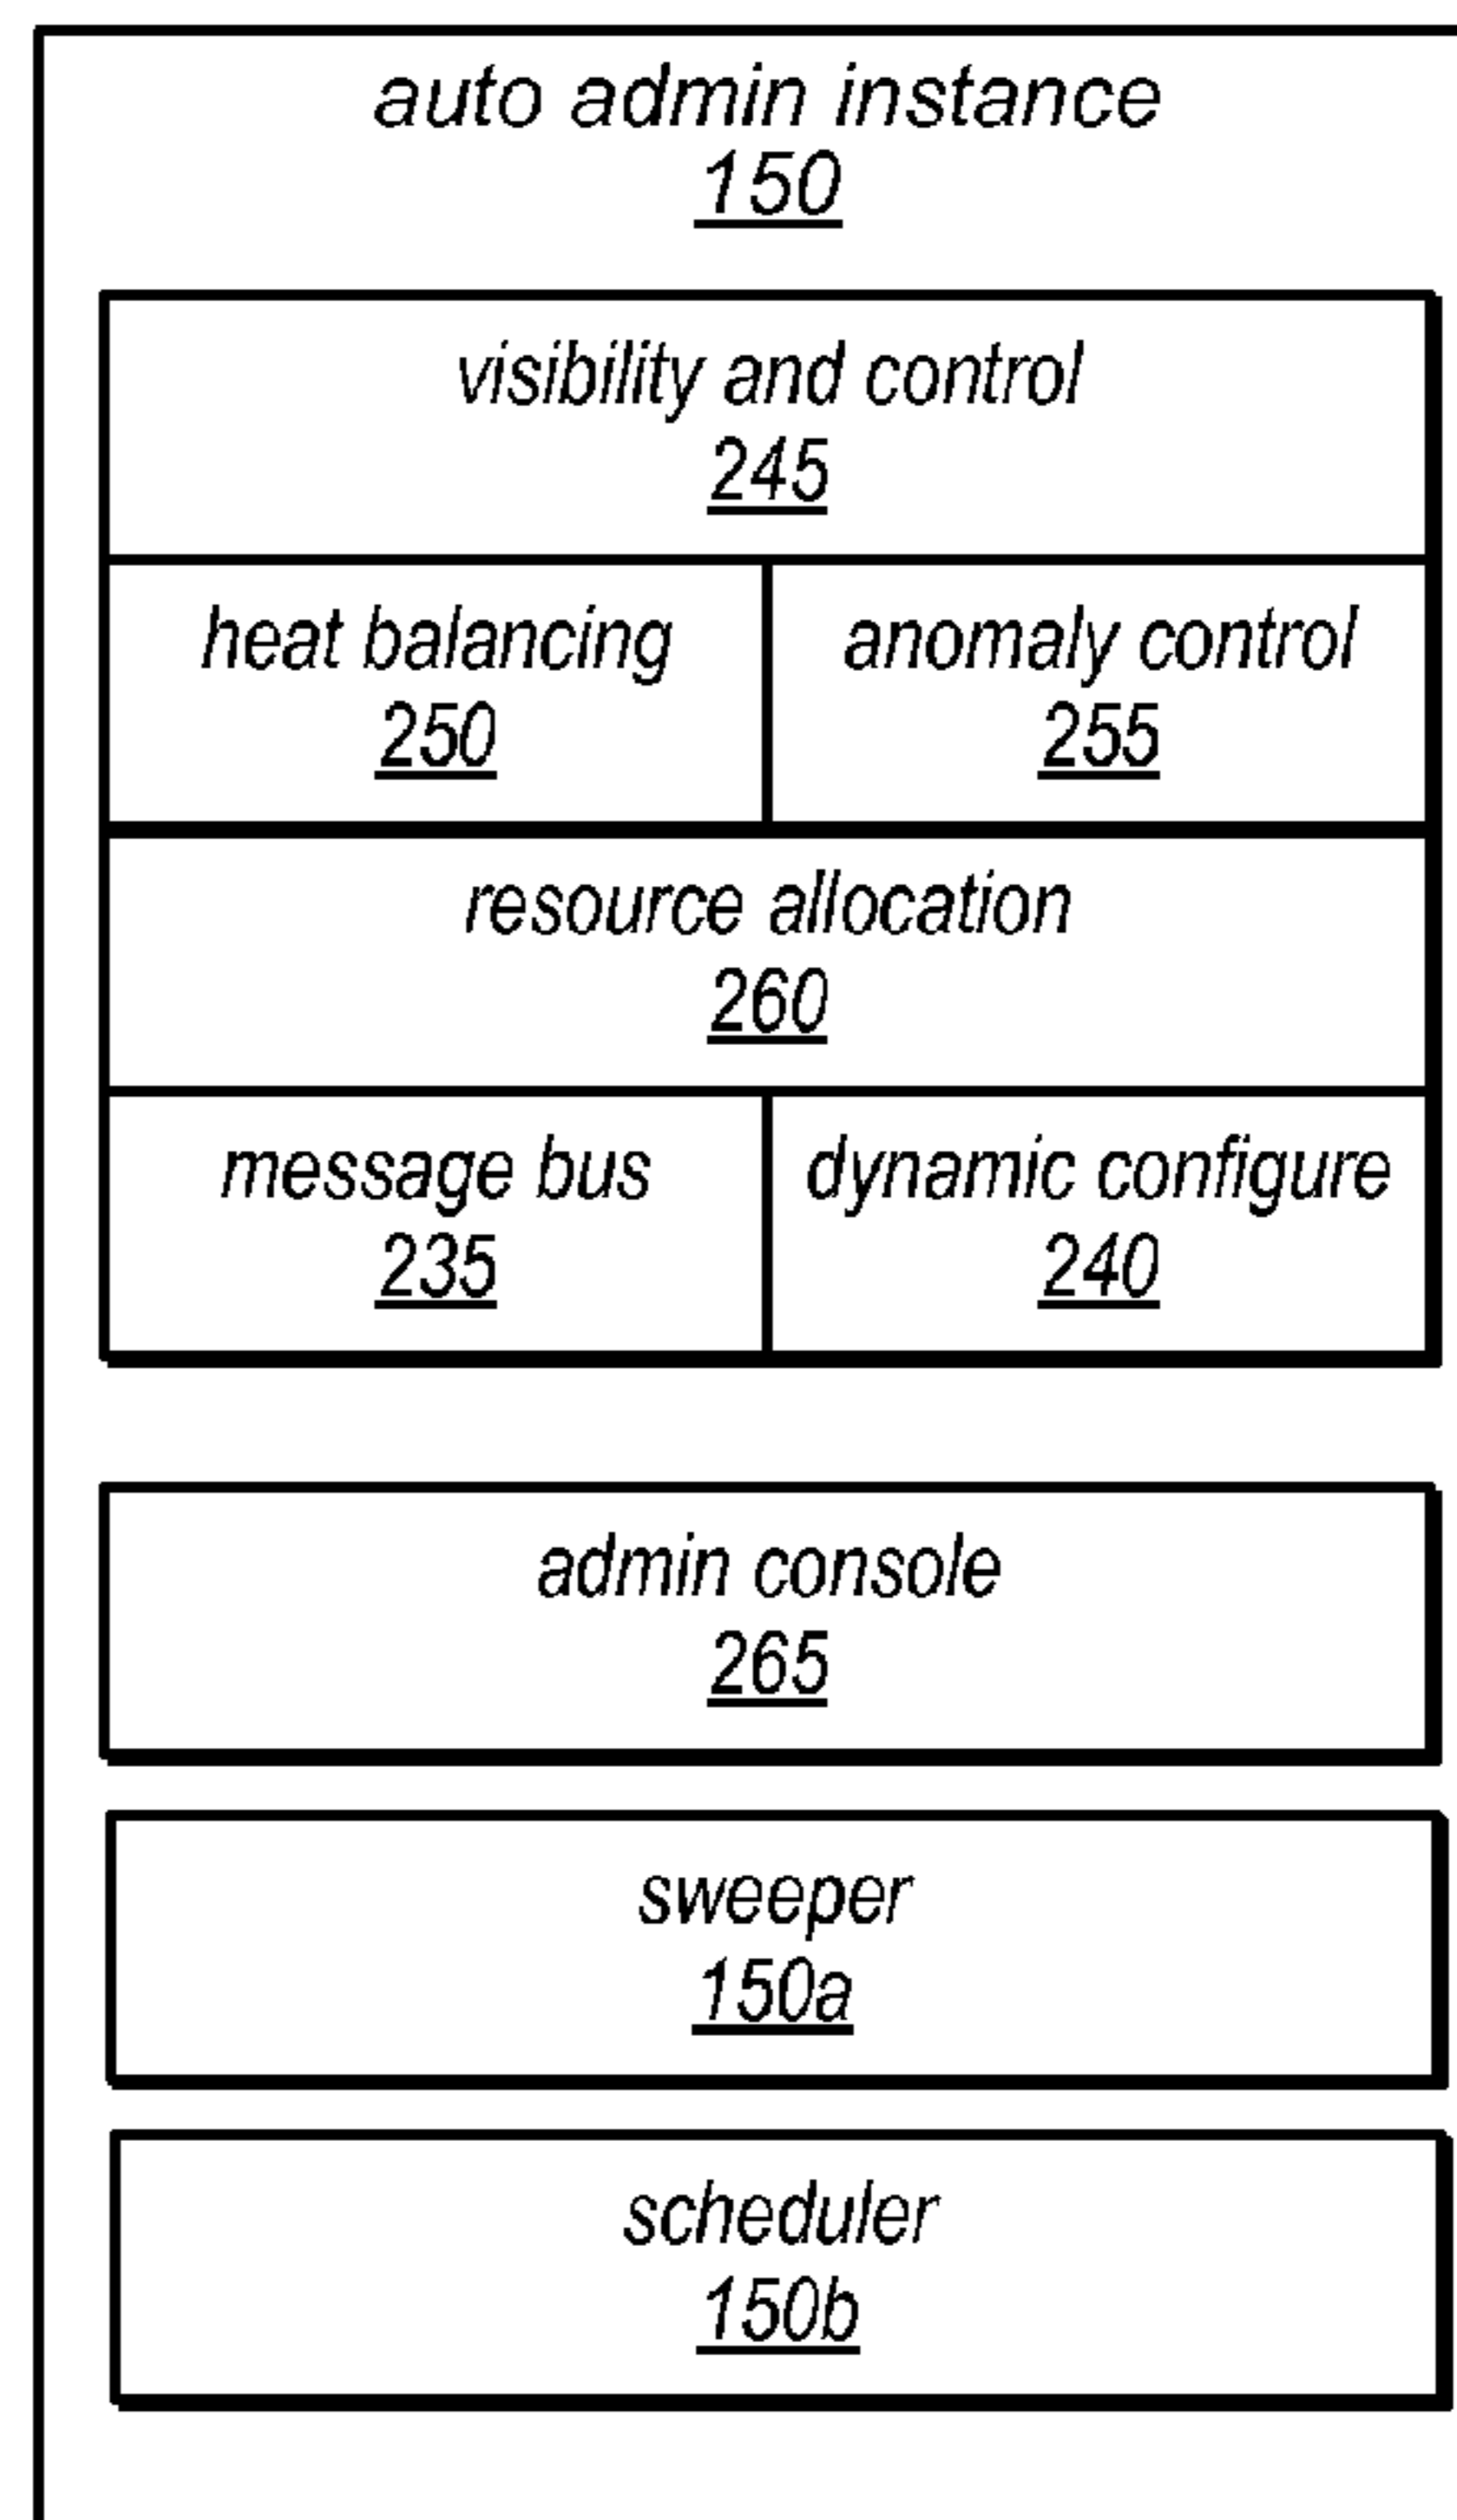 auto admin instance
150
visibility and control
245
heat balancing
250
anomaly control
255
resource allocation
260
message bus
235
dynamic configure
240
admin console
265
sweeper
150a
scheduler
150b